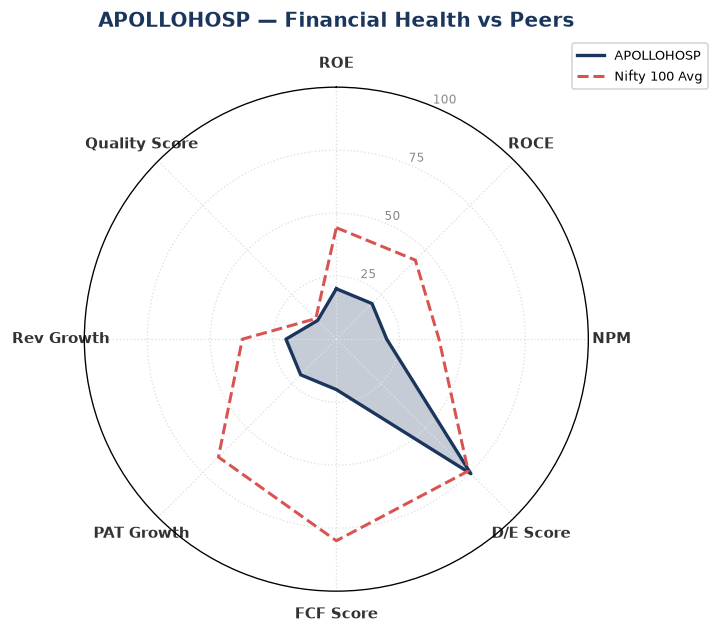 APOLLOHOSP — Financial Health vs Peers
APOLLOHOSP
Nifty 100 Avg
ROE
100
Quality Score
ROCE
75
50
25
Rev Growth
NPM
PAT Growth
D/E Score
FCF Score